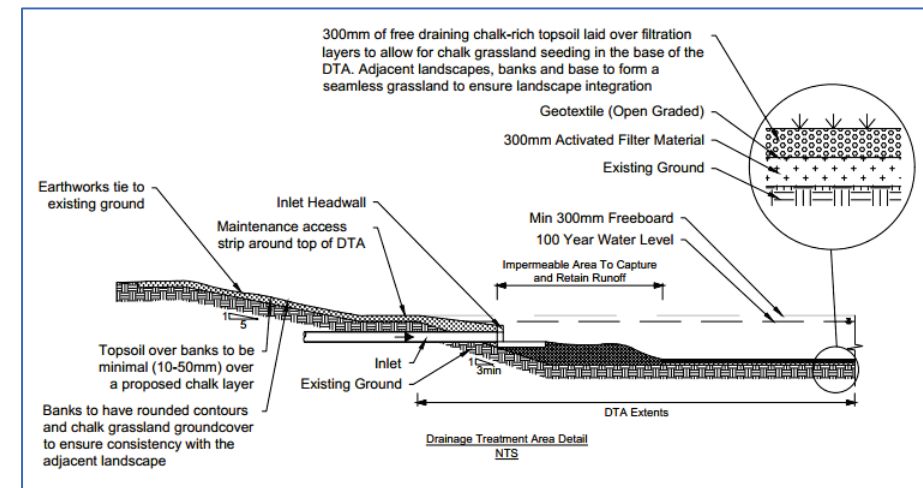 300mm of free draining chalk-rich topsoil laid over filtration
layers to allow for chalk grassland seeding in the base of the
DTA. Adjacent landscapes, banks and base to form a
seamless grassland to ensure landscape integration
Geotextile (Open Graded)
300mm Activated Filter Material
Existing Ground
Earthworks tie to
existing ground
Inlet Headwall
Maintenance access
strip around top of DTA
Min 300mm Freeboard
100 Year Water Level
Impermeable Area To Capture
and Retain Runoff
1
5
Topsoil over banks to be
minimal (10-50mm) over
a proposed chalk layer
Inlet
Existing Ground
1
3min
Banks to have rounded contours
and chalk grassland groundcover
to ensure consistency with the
adjacent landscape
DTA Extents
Drainage Treatment Area Detail
NTS